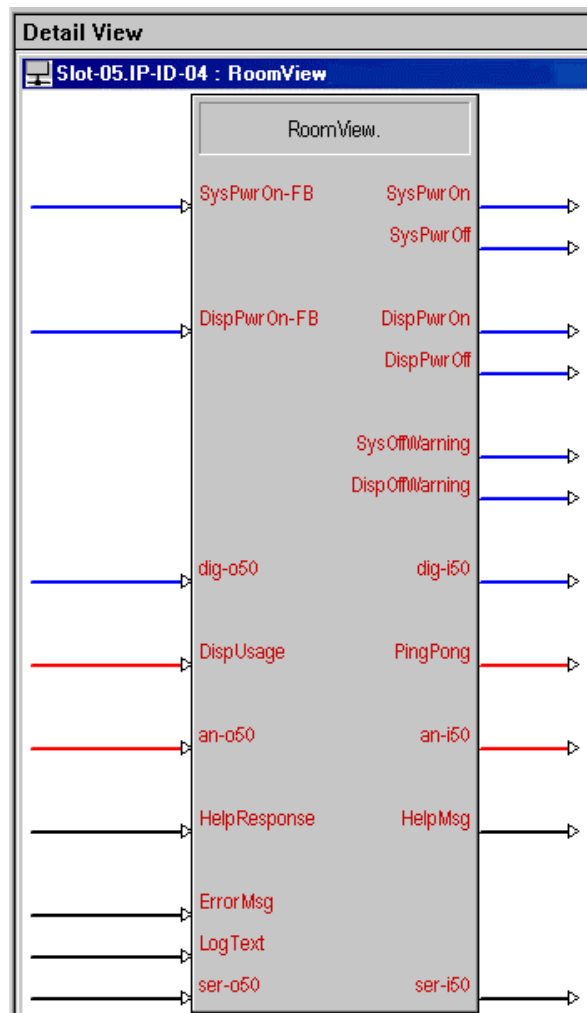 Detail View
Slot-05.IP-ID-04 : RoomView
RoomView.
SysPwrOn-FB SysPwrOn
SysPwrOff
DispPwrOn-FB DispPwrOn
DispPwrOff
SysOffWarning
DispOffWarning
dig-o50 dig-i50
DispUsage PingPong
an-o50 an-i50
HelpResponse HelpMsg
ErrorMsg
LogText
ser-o50 ser-i50